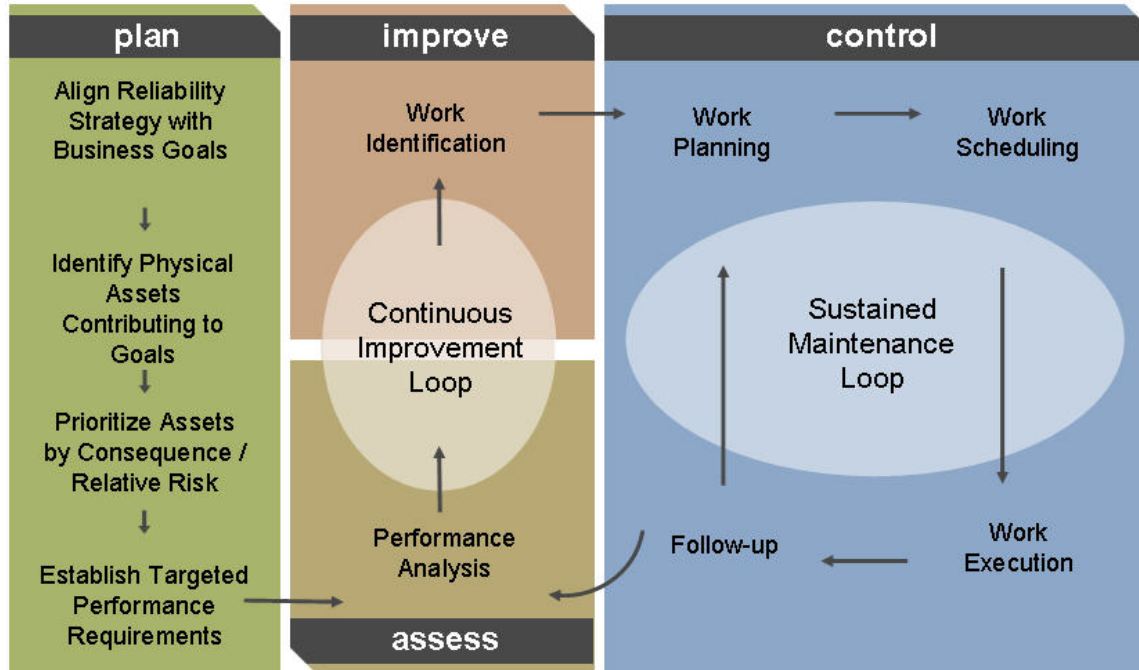 plan
Align Reliability
Strategy with
Business Goals
Identify Physical
Assets
Contributing to
Goals
Prioritize Assets
by Consequence /
Relative Risk
Establish Targeted
Performance
Requirements
improve
Work
Identification
Continuous
Improvement
Loop
Performance
Analysis
assess
control
Work
Planning
Work
Scheduling
Sustained
Maintenance
Loop
Follow-up
Work
Execution